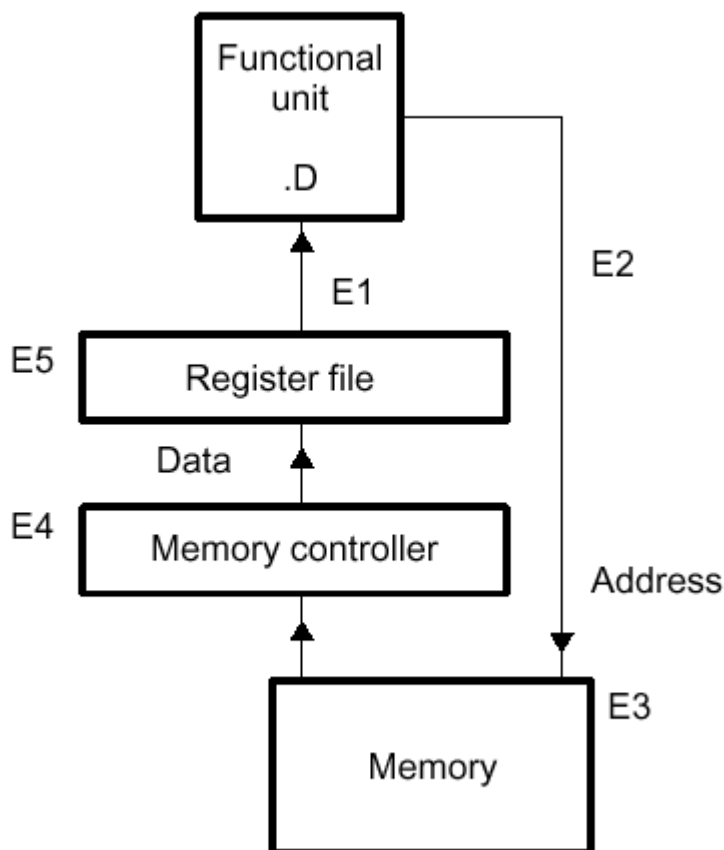 Functional
unit
.D
E2
E1
E5
Register file
Data
E4
Memory controller
Address
E3
Memory